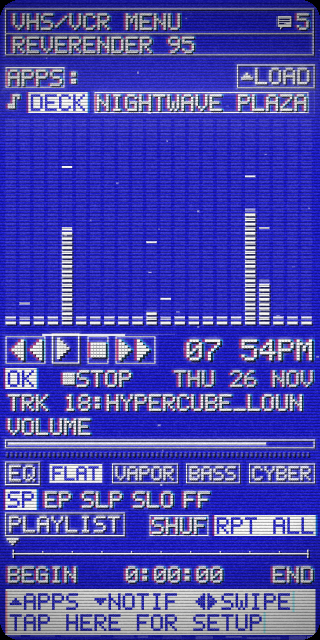 VHS/VCR MENU 5
REVERENDER 95
APPS: LOAD
DECK NIGHTWAVE PLAZA
07 54PM
OK STOP THU 26 NOV
TRK 18:HYPERCUBE_LOUN
VOLUME
EQ FLAT VAPOR BASS CYBER
SP EP SLP SLO FF
PLAYLIST SHUF RPT ALL
BEGIN 0:00:00 END
APPS NOTIF SWIPE
TAP HERE FOR SETUP